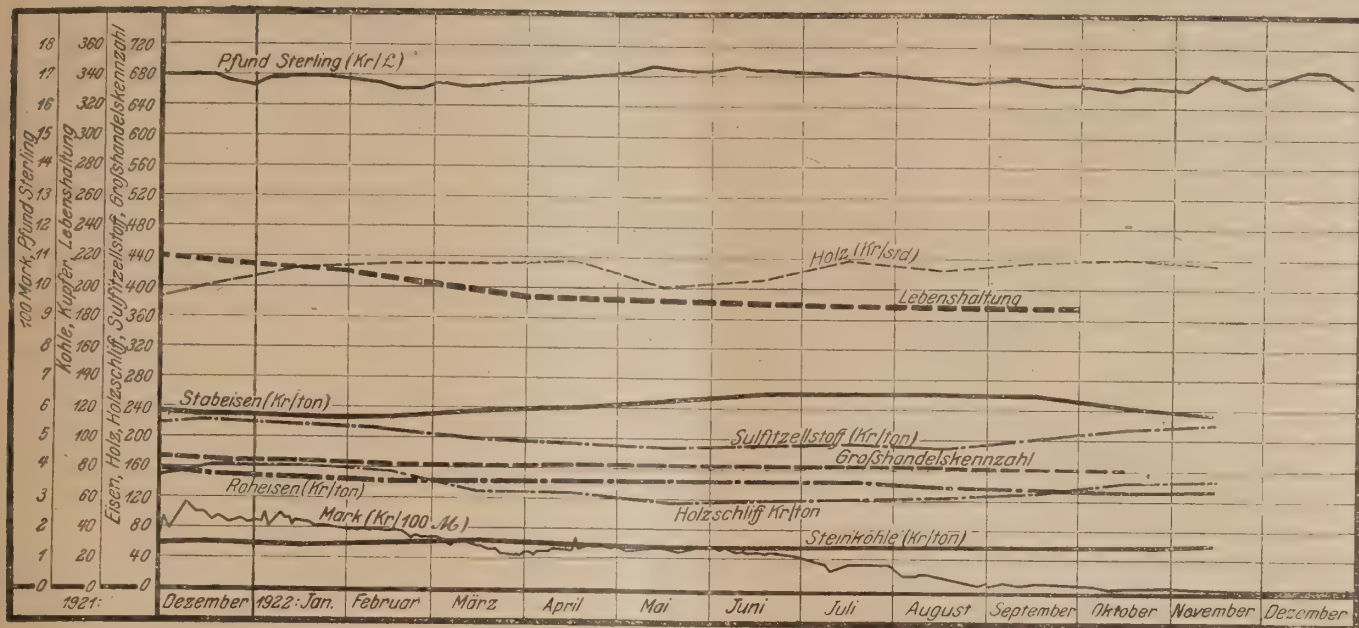 100 Mark, Pfund Sterling
Kohle, Kupfer, Lebenshaltung
Eisen, Holz, Holzschliff, Sulfitzellstoff, Großhandelskennzahl
18 360 720
17 340 680
16 320 640
15 300 600
14 280 560
13 260 520
12 240 480
11 220 440
10 200 400
9 180 360
8 160 320
7 140 280
6 120 240
5 100 200
4 80 160
3 60 120
2 40 80
1 20 40
0 0 0
Pfund Sterling (Kr/£)
Holz (Kr/std)
Lebenshaltung
Stabeisen (Kr/ton)
Sulfitzellstoff (Kr/ton)
Großhandelskennzahl
Roheisen (Kr/ton)
Holzschliff Kr/ton
Mark (Kr/100 ℳ)
Steinkohle (Kr/ton)
1921: Dezember 1922: Jan. Februar März April Mai Juni Juli August September Oktober November Dezember